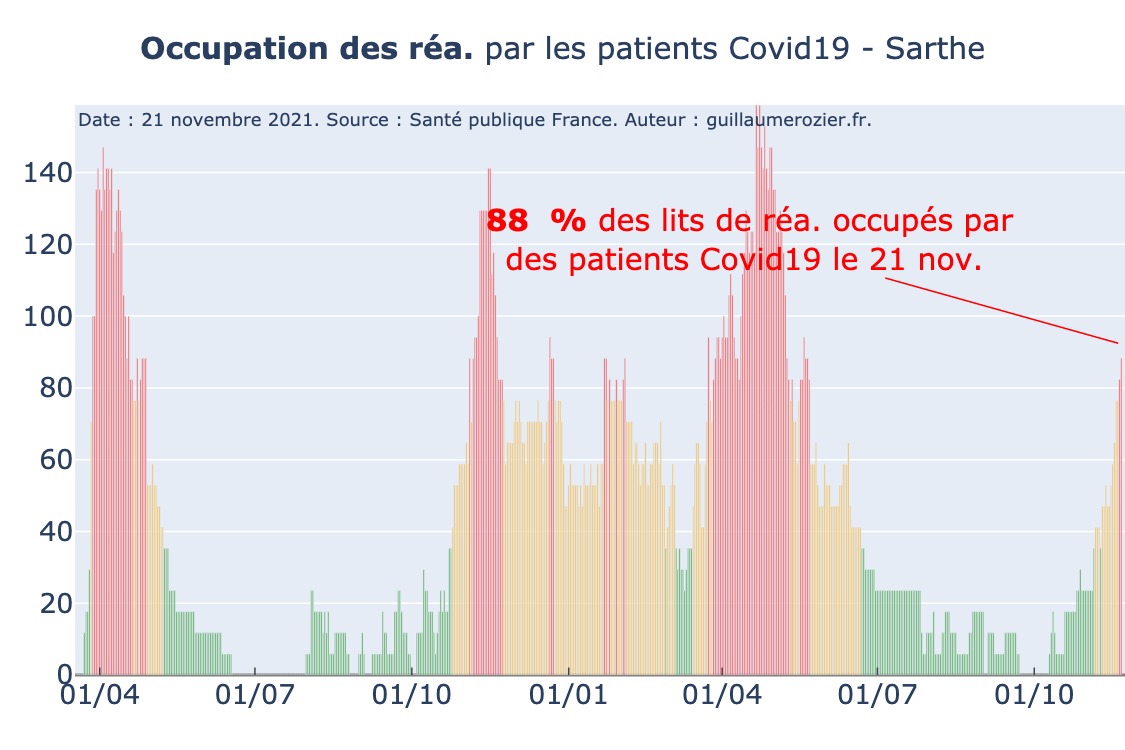 Occupation des réa. par les patients Covid19 - Sarthe
Date : 21 novembre 2021. Source : Santé publique France. Auteur : guillaumerozier.fr.
140
120
100
80
60
40
20
0
88 % des lits de réa. occupés par
des patients Covid19 le 21 nov.
01/04 01/07 01/10 01/01 01/04 01/07 01/10